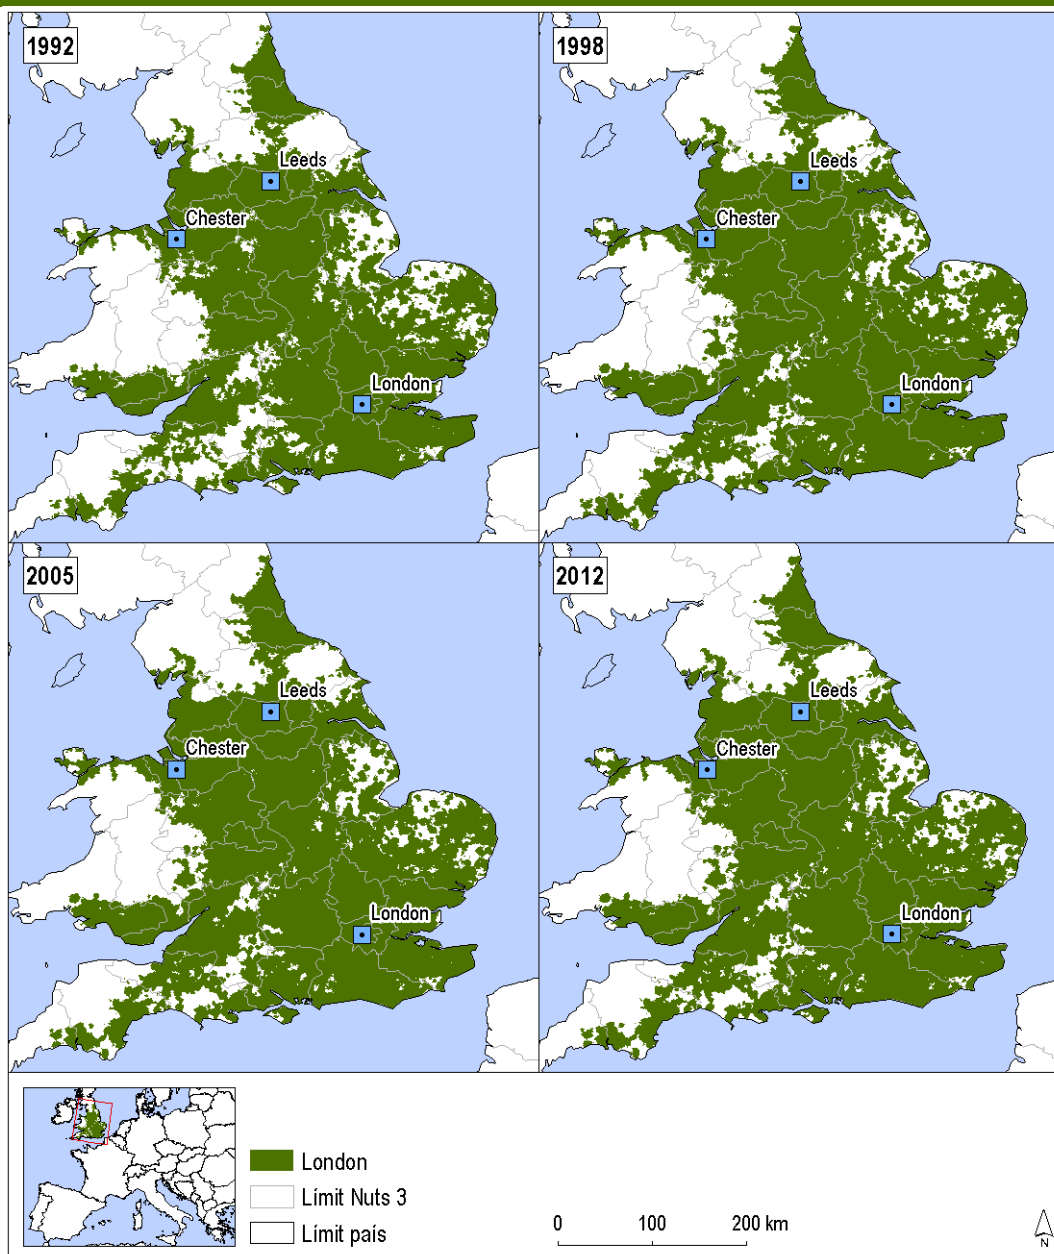 1992
Leeds
Chester
London
1998
Leeds
Chester
London
2005
Leeds
Chester
London
2012
Leeds
Chester
London
London
Límit Nuts 3
Límit país
0 100 200 km
N